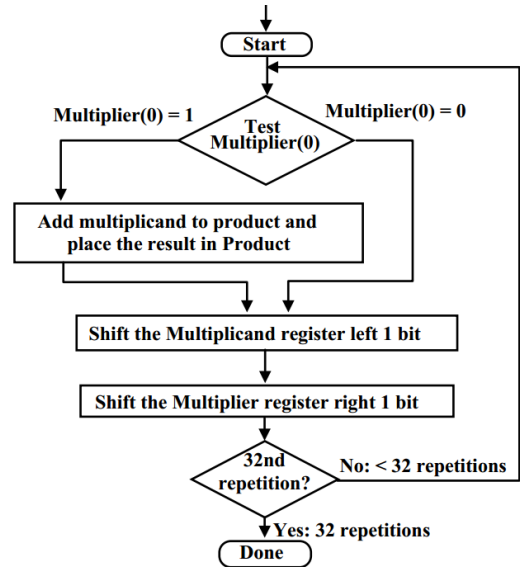 Start
Multiplier(0) = 1
Multiplier(0) = 0
Test
Multiplier(0)
Add multiplicand to product and
place the result in Product
Shift the Multiplicand register left 1 bit
Shift the Multiplier register right 1 bit
32nd
repetition?
No: < 32 repetitions
Yes: 32 repetitions
Done